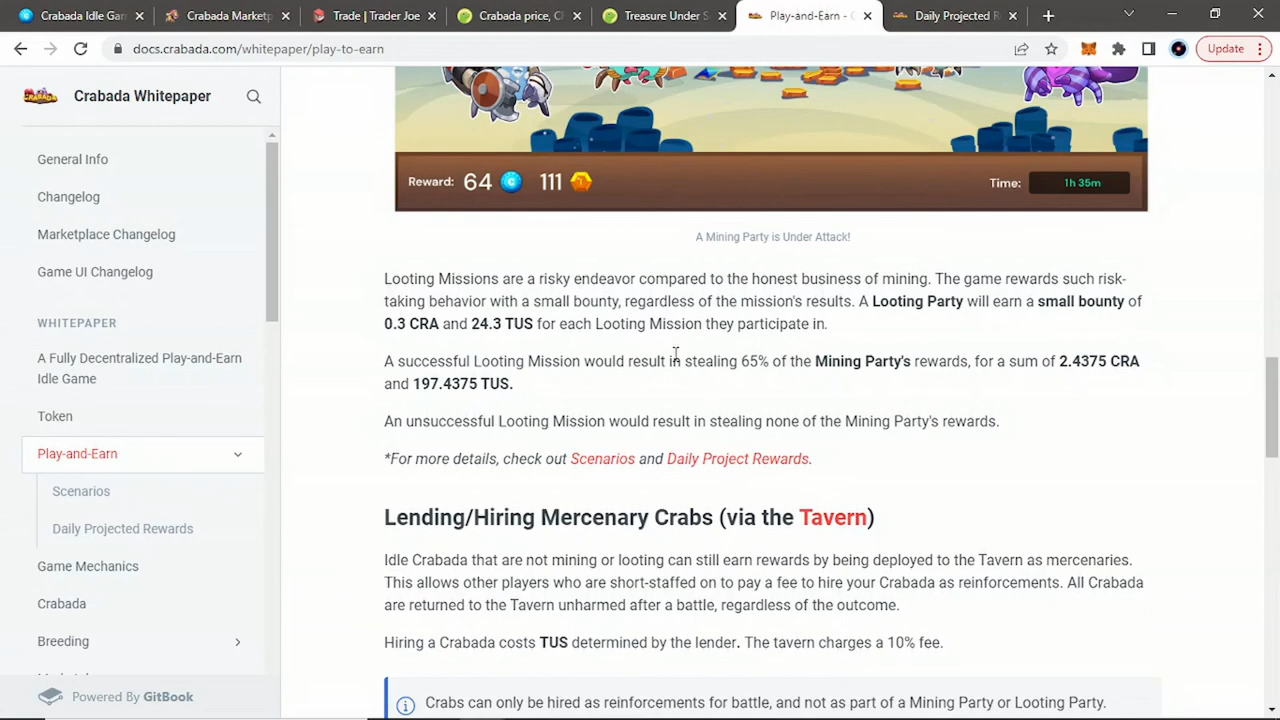 Crabada Idle Gam
Crabada Marketp
Trade | Trader Joe
Crabada price, C
Treasure Under S
Play-and-Earn -
Daily Projected R
docs.crabada.com/whitepaper/play-to-earn
Update
CRABADA
Crabada Whitepaper
General Info
Changelog
Marketplace Changelog
Game UI Changelog
WHITEPAPER
A Fully Decentralized Play-and-Earn
Idle Game
Token
Play-and-Earn
Scenarios
Daily Projected Rewards
Game Mechanics
Crabada
Breeding
Powered By GitBook
Reward: 64 C 111 T
Time: 1h 35m
A Mining Party is Under Attack!
Looting Missions are a risky endeavor compared to the honest business of mining. The game rewards such risk-
taking behavior with a small bounty, regardless of the mission's results. A Looting Party will earn a small bounty of
0.3 CRA and 24.3 TUS for each Looting Mission they participate in.
A successful Looting Mission would result in stealing 65% of the Mining Party's rewards, for a sum of 2.4375 CRA
and 197.4375 TUS.
An unsuccessful Looting Mission would result in stealing none of the Mining Party's rewards.
*For more details, check out Scenarios and Daily Project Rewards.
Lending/Hiring Mercenary Crabs (via the Tavern)
Idle Crabada that are not mining or looting can still earn rewards by being deployed to the Tavern as mercenaries.
This allows other players who are short-staffed on to pay a fee to hire your Crabada as reinforcements. All Crabada
are returned to the Tavern unharmed after a battle, regardless of the outcome.
Hiring a Crabada costs TUS determined by the lender. The tavern charges a 10% fee.
Crabs can only be hired as reinforcements for battle, and not as part of a Mining Party or Looting Party.